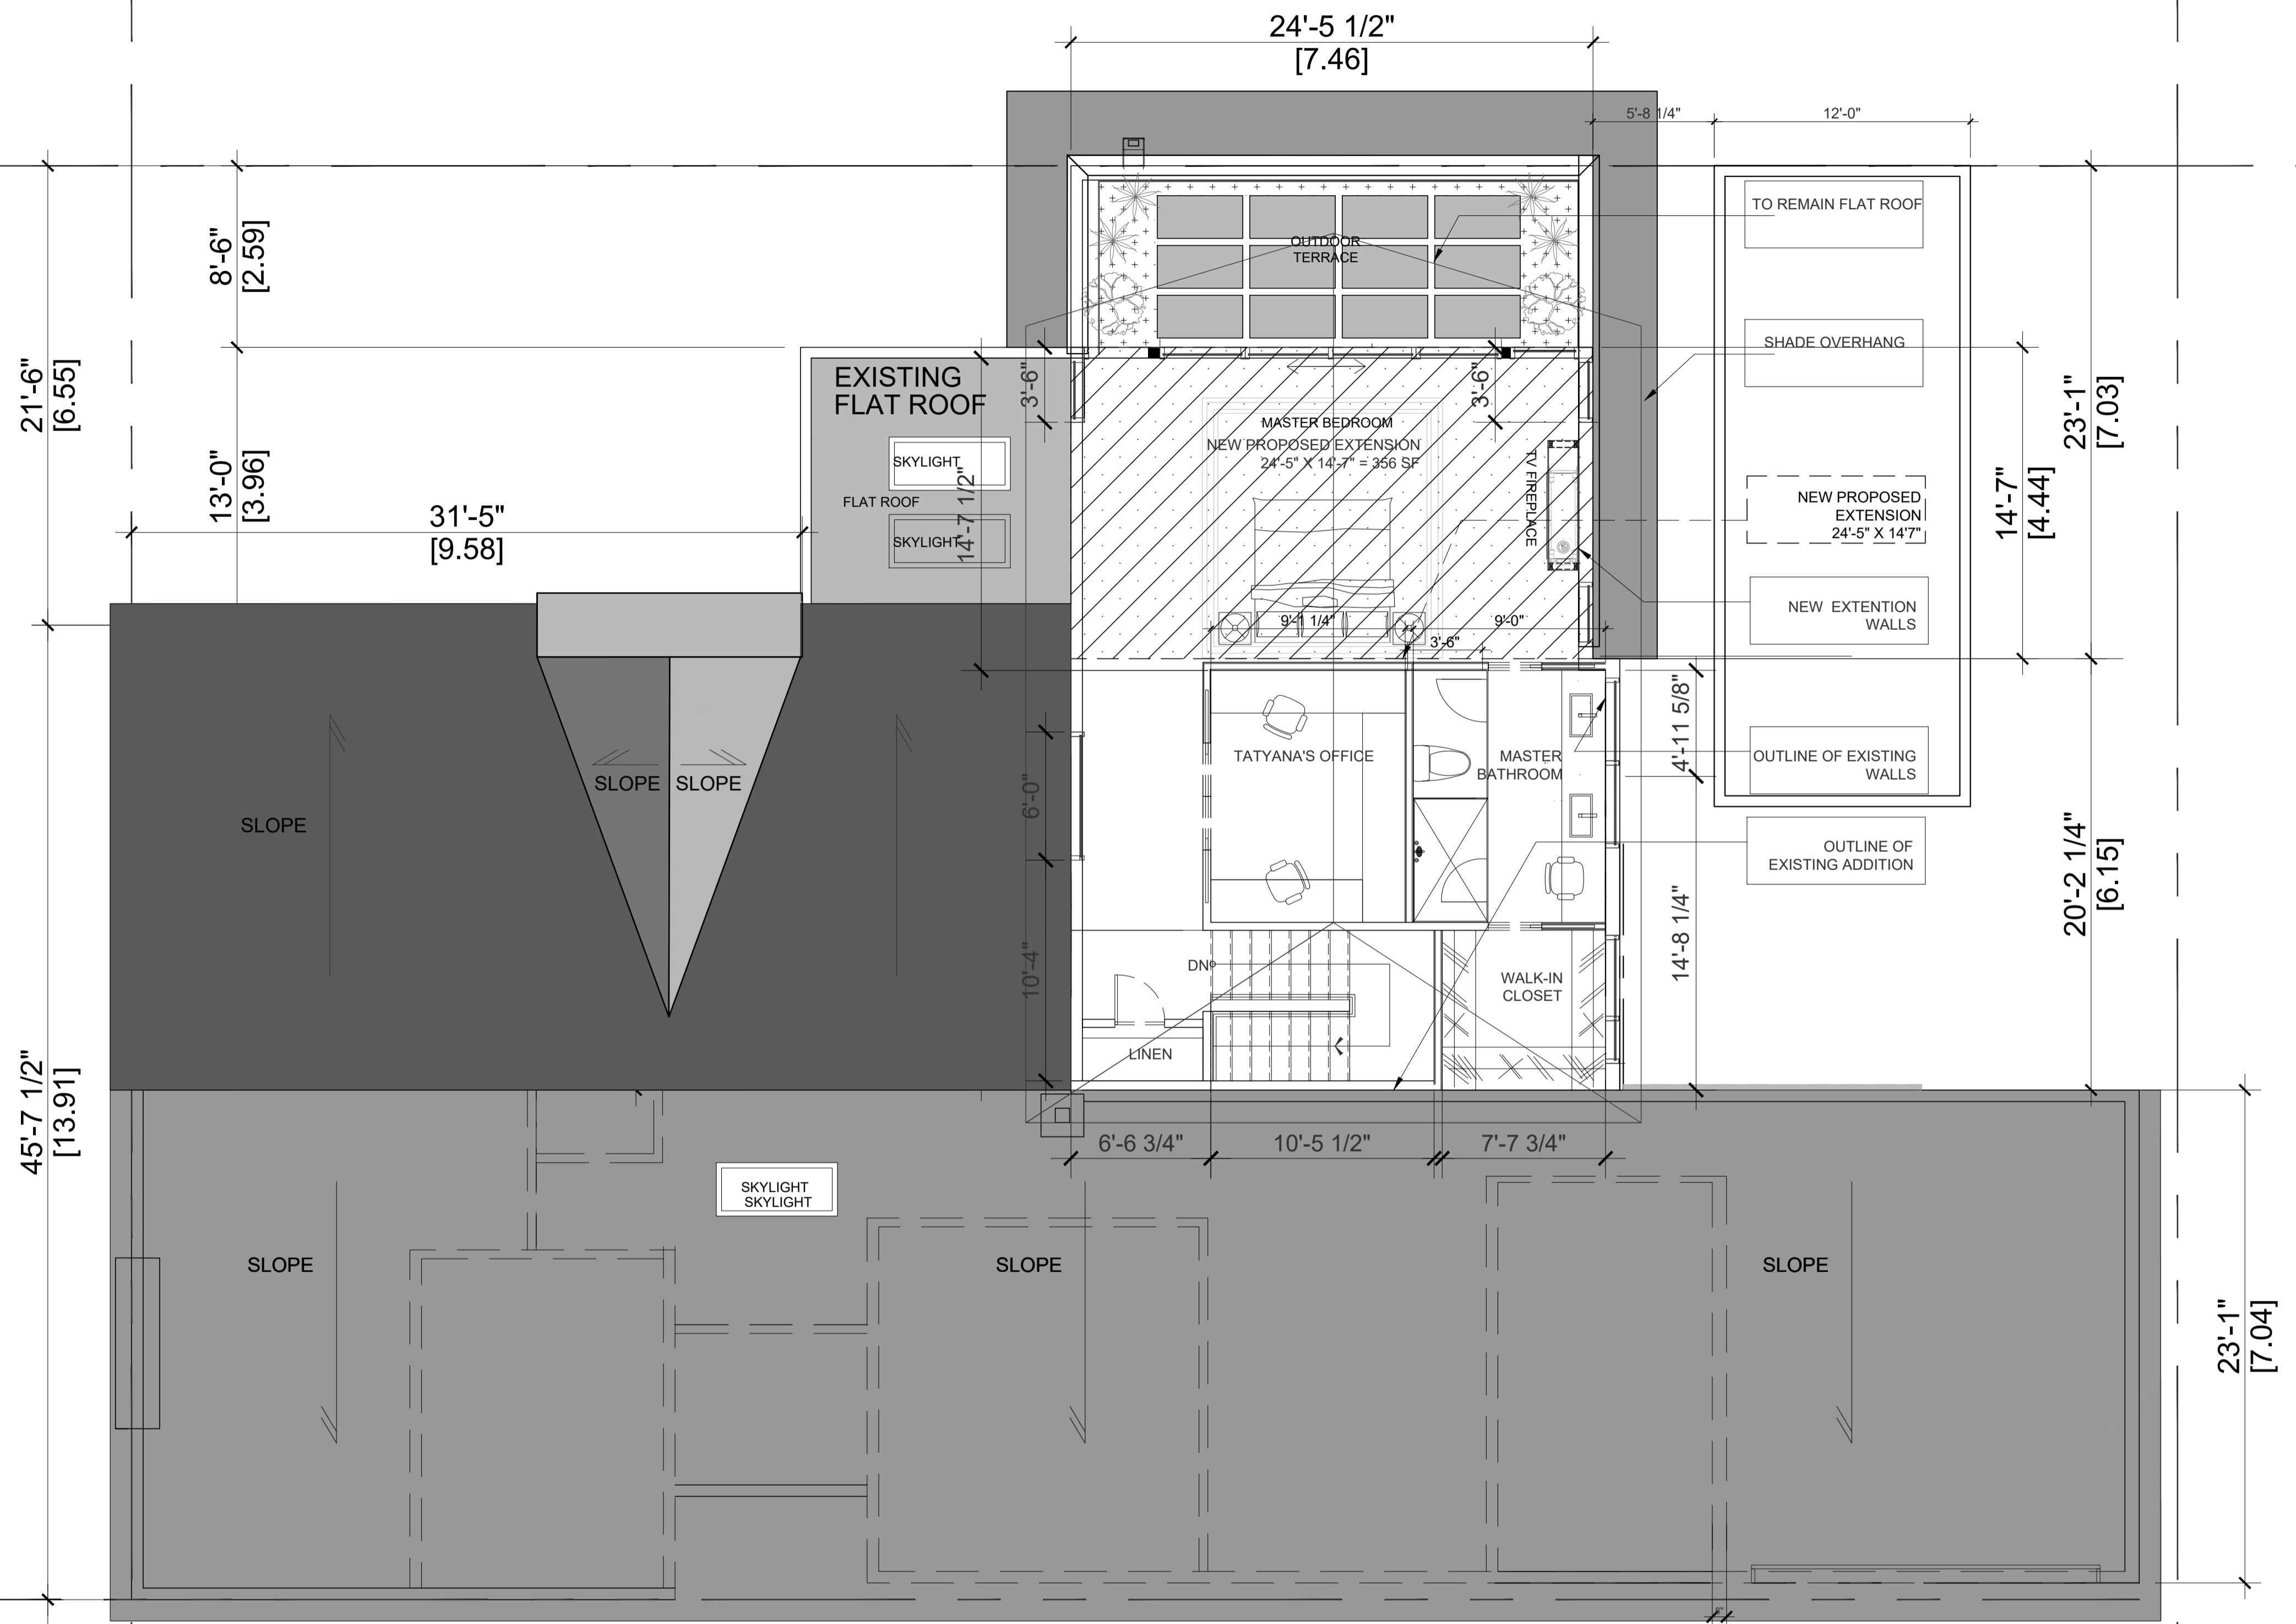 24'-5 1/2"
[7.46]
5'-8 1/4"
12'-0"
TO REMAIN FLAT ROOF
8'-6"
[2.59]
OUTDOOR
TERRACE
SHADE OVERHANG
21'-6"
[6.55]
EXISTING
FLAT ROOF
3'-6"
3'-6"
23'-1"
[7.03]
MASTER BEDROOM
NEW PROPOSED EXTENSION
24'-5" X 14'-7" = 356 SF
SKYLIGHT
FLAT ROOF
SKYLIGHT
13'-0"
[3.96]
14'-7 1/2"
TV FIREPLACE
NEW PROPOSED
EXTENSION
24'-5" X 14'7"
14'-7"
[4.44]
31'-5"
[9.58]
NEW EXTENTION
WALLS
9'-1 1/4"
9'-0"
3'-6"
4'-11 5/8"
TATYANA'S OFFICE
MASTER
BATHROOM
OUTLINE OF EXISTING
WALLS
SLOPE
SLOPE
SLOPE
6'-0"
OUTLINE OF
EXISTING ADDITION
20'-2 1/4"
[6.15]
14'-8 1/4"
10'-4"
DN
WALK-IN
CLOSET
LINEN
45'-7 1/2"
[13.91]
6'-6 3/4"
10'-5 1/2"
7'-7 3/4"
SKYLIGHT
SKYLIGHT
SLOPE
SLOPE
SLOPE
23'-1"
[7.04]